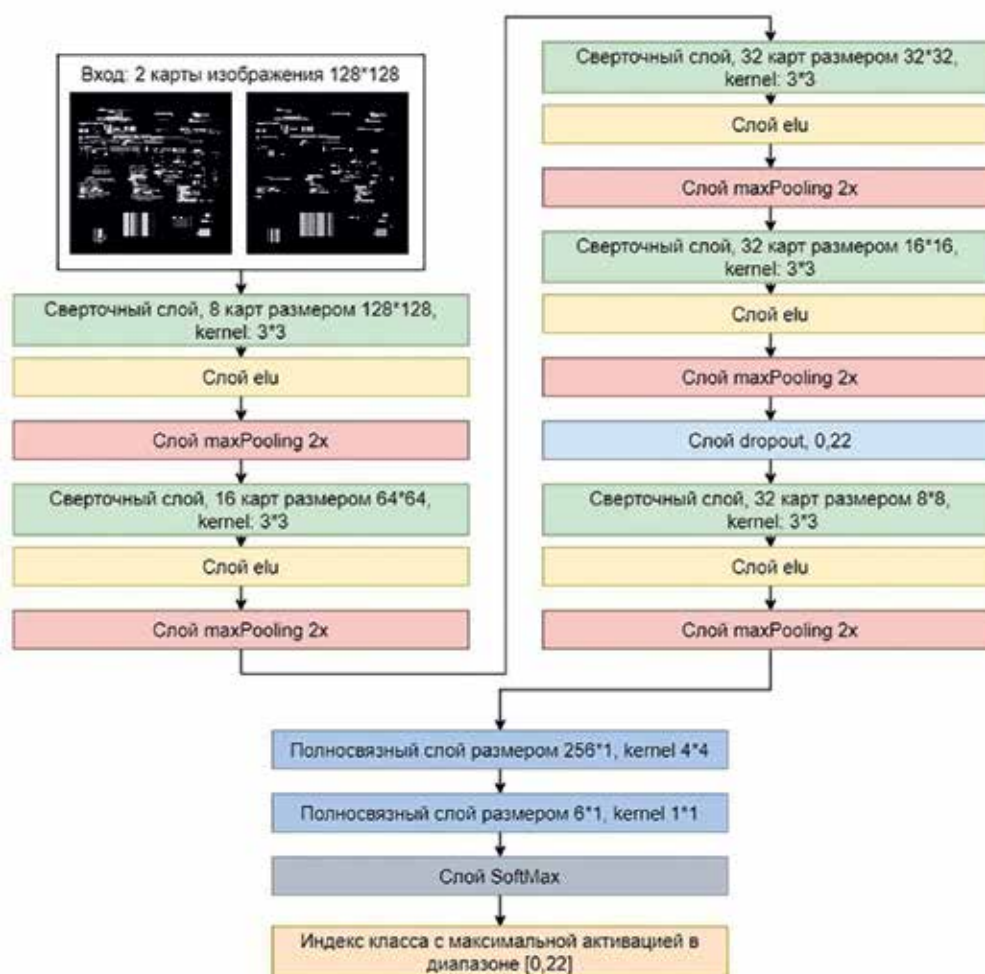 Вход: 2 карты изображения 128*128
Сверточный слой, 8 карт размером 128*128,
kernel: 3*3
Слой elu
Слой maxPooling 2x
Сверточный слой, 16 карт размером 64*64,
kernel: 3*3
Слой elu
Слой maxPooling 2x
Сверточный слой, 32 карт размером 32*32,
kernel: 3*3
Слой elu
Слой maxPooling 2x
Сверточный слой, 32 карт размером 16*16,
kernel: 3*3
Слой elu
Слой maxPooling 2x
Слой dropout, 0,22
Сверточный слой, 32 карт размером 8*8,
kernel: 3*3
Слой elu
Слой maxPooling 2x
Полносвязный слой размером 256*1, kernel 4*4
Полносвязный слой размером 6*1, kernel 1*1
Слой SoftMax
Индекс класса с максимальной активацией в
диапазоне [0,22]